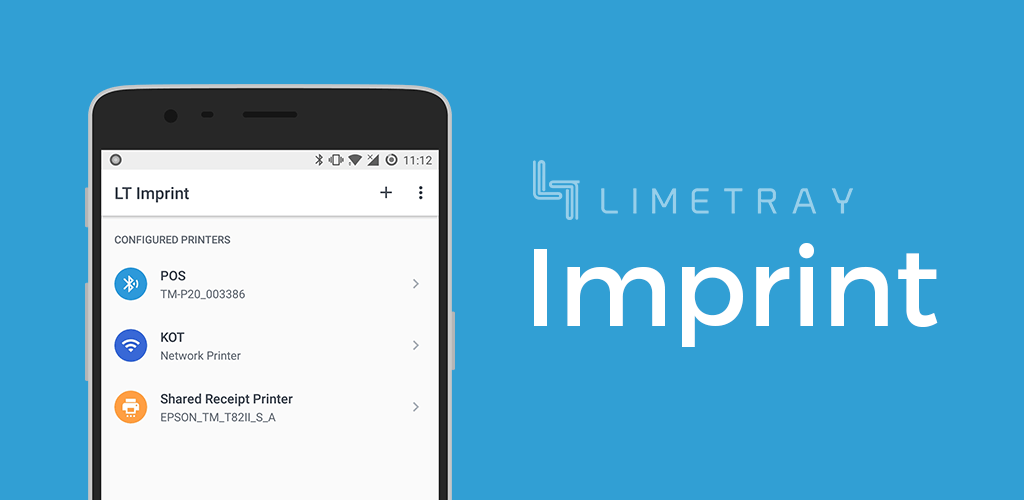 11:12
LT Imprint
CONFIGURED PRINTERS
POS
TM-P20_003386
KOT
Network Printer
Shared Receipt Printer
EPSON_TM_T82II_S_A
LIMETRAY
Imprint